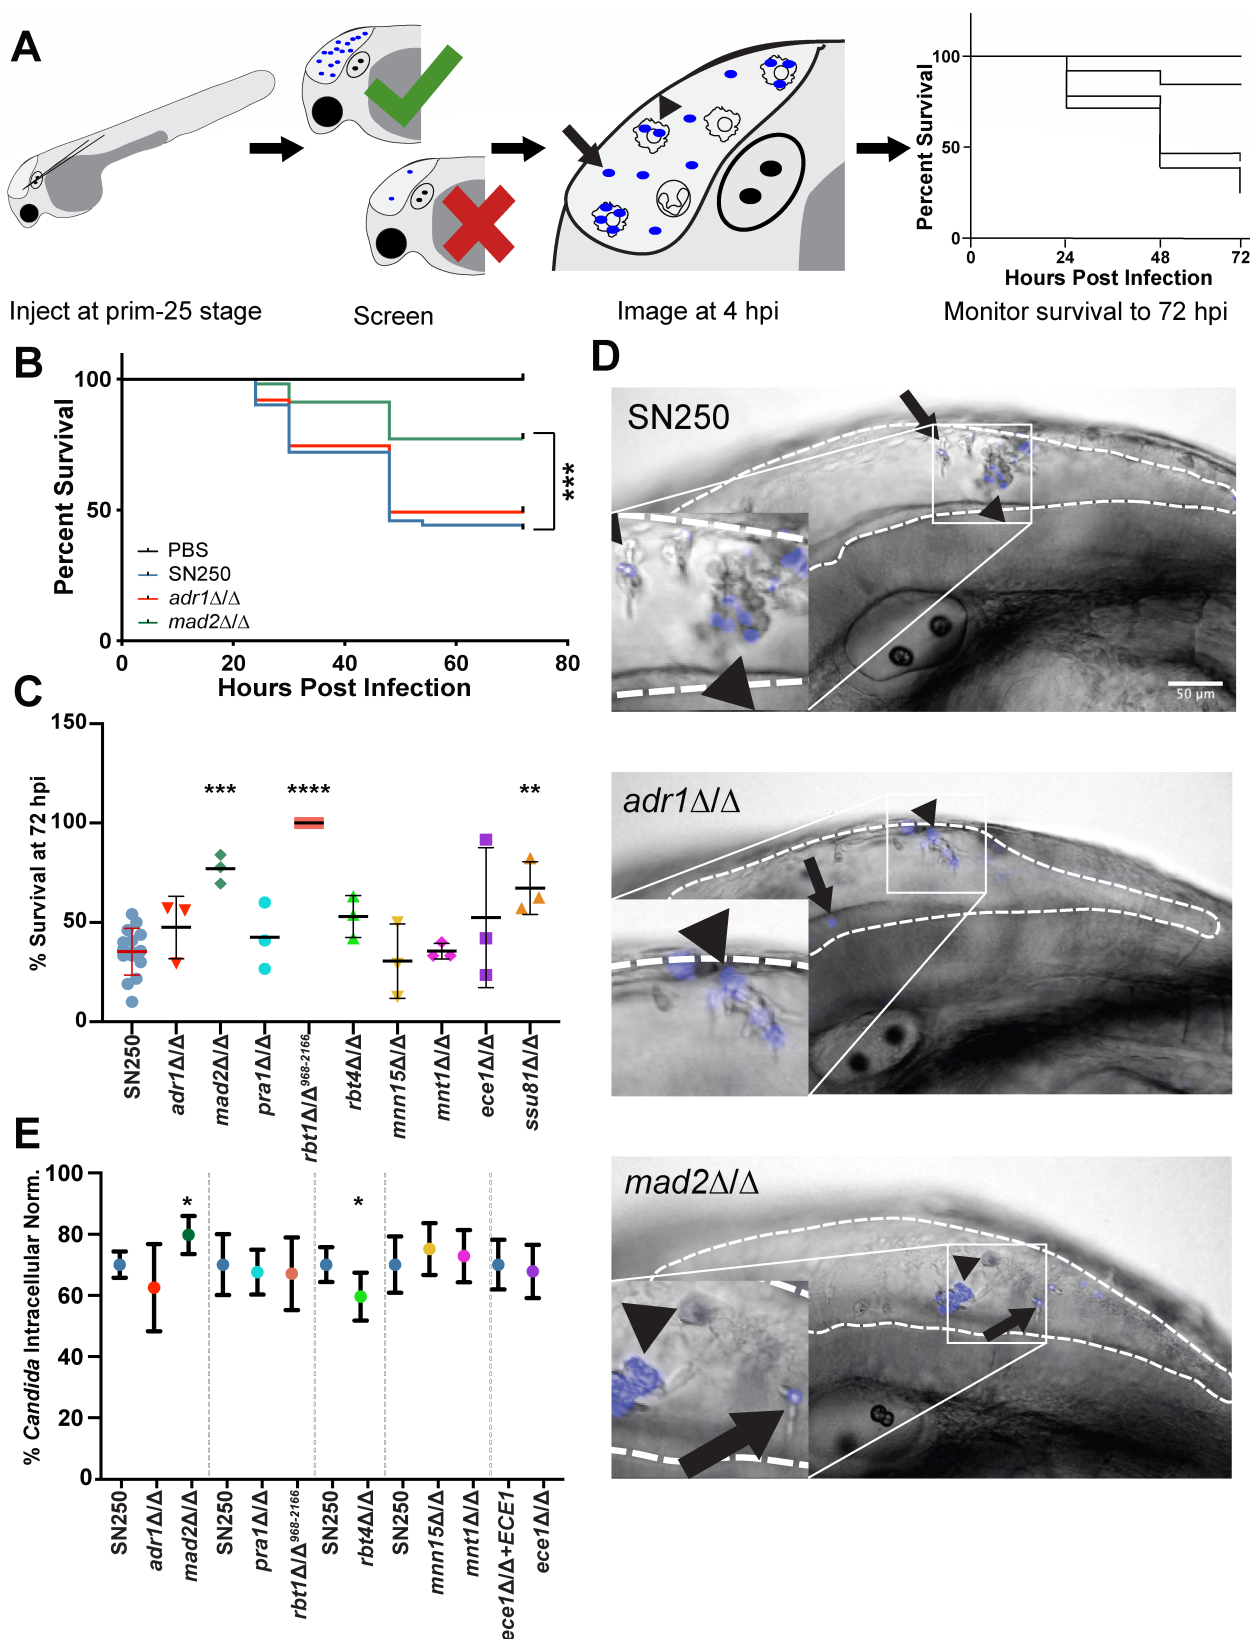 A
Inject at prim-25 stage
Screen
Image at 4 hpi
100
50
0
Percent Survival
0 24 48 72
Hours Post Infection
Monitor survival to 72 hpi
B
100
50
0
Percent Survival
***
PBS
SN250
adr1Δ/Δ
mad2Δ/Δ
0 20 40 60 80
Hours Post Infection
C
150
100
50
0
% Survival at 72 hpi
*** **** **
SN250
adr1Δ/Δ
mad2Δ/Δ
pra1Δ/Δ
rbt1Δ/Δ968-2166
rbt4Δ/Δ
mnn15Δ/Δ
mnt1Δ/Δ
ece1Δ/Δ
ssu81Δ/Δ
D
SN250
50 µm
adr1Δ/Δ
mad2Δ/Δ
E
100
80
60
40
20
0
% Candida Intracellular Norm.
* *
SN250
adr1Δ/Δ
mad2Δ/Δ
SN250
pra1Δ/Δ
rbt1Δ/Δ968-2166
SN250
rbt4Δ/Δ
SN250
mnn15Δ/Δ
mnt1Δ/Δ
ece1Δ/Δ+ECE1
ece1Δ/Δ